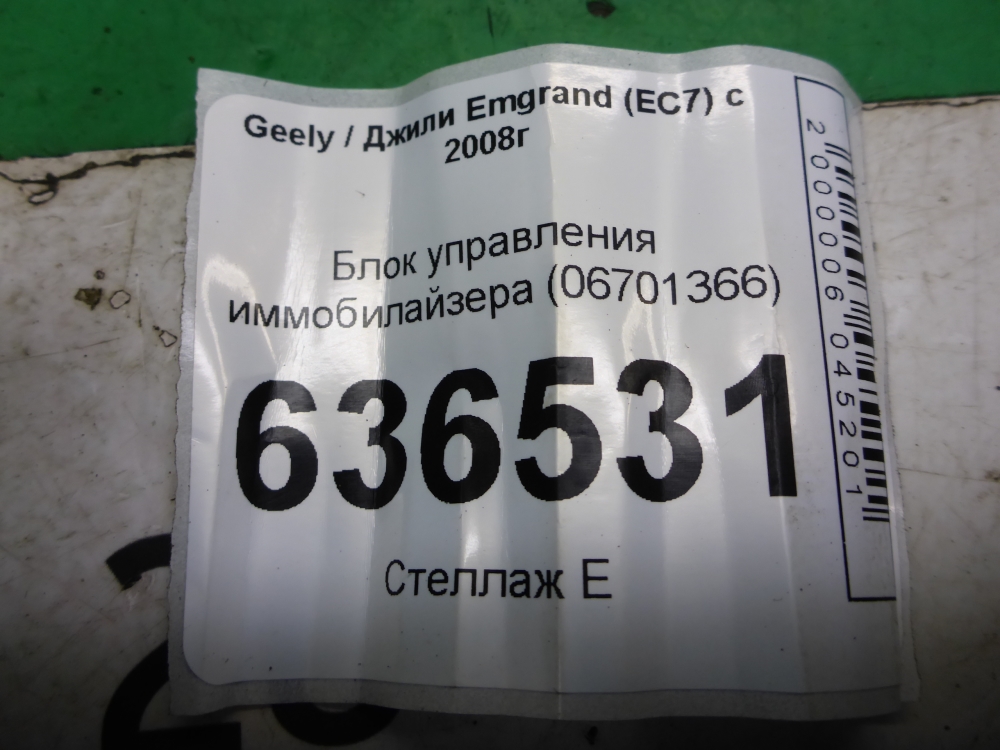 Geely / Джили Emgrand (EC7) с
2008г
Блок управления
иммобилайзера (06701366)
636531
Стеллаж Е
2000006045201